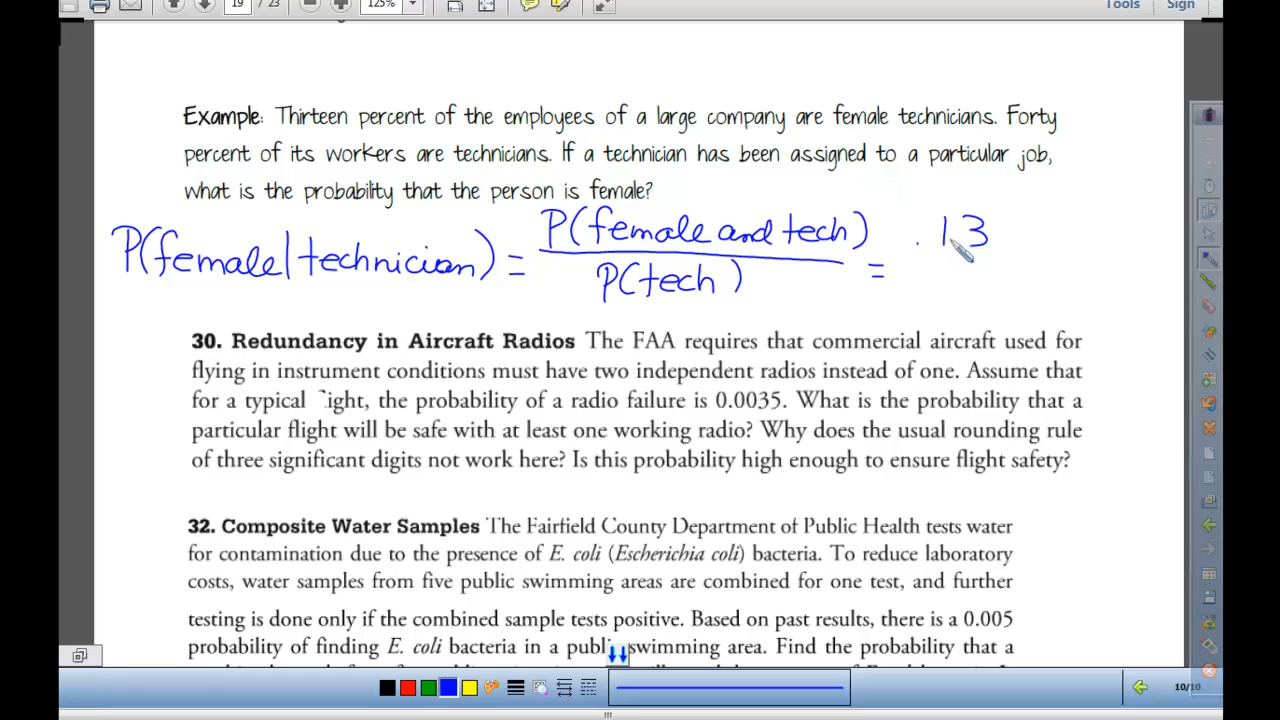 19 / 23
125%
Tools
Sign
Example: Thirteen percent of the employees of a large company are female technicians. Forty
percent of its workers are technicians. If a technician has been assigned to a particular job,
what is the probability that the person is female?
P(female|technician) = P(female and tech) / P(tech) = .13
30. Redundancy in Aircraft Radios The FAA requires that commercial aircraft used for
flying in instrument conditions must have two independent radios instead of one. Assume that
for a typical ight, the probability of a radio failure is 0.0035. What is the probability that a
particular flight will be safe with at least one working radio? Why does the usual rounding rule
of three significant digits not work here? Is this probability high enough to ensure flight safety?
32. Composite Water Samples The Fairfield County Department of Public Health tests water
for contamination due to the presence of E. coli (Escherichia coli) bacteria. To reduce laboratory
costs, water samples from five public swimming areas are combined for one test, and further
testing is done only if the combined sample tests positive. Based on past results, there is a 0.005
probability of finding E. coli bacteria in a publi swimming area. Find the probability that a
10/10